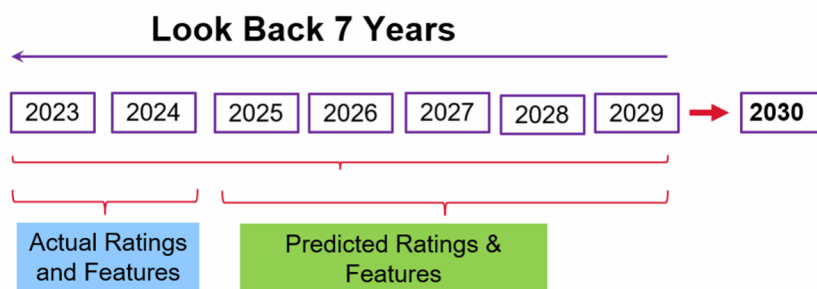 Look Back 7 Years
2023 2024 2025 2026 2027 2028 2029 2030
Actual Ratings
and Features
Predicted Ratings &
Features